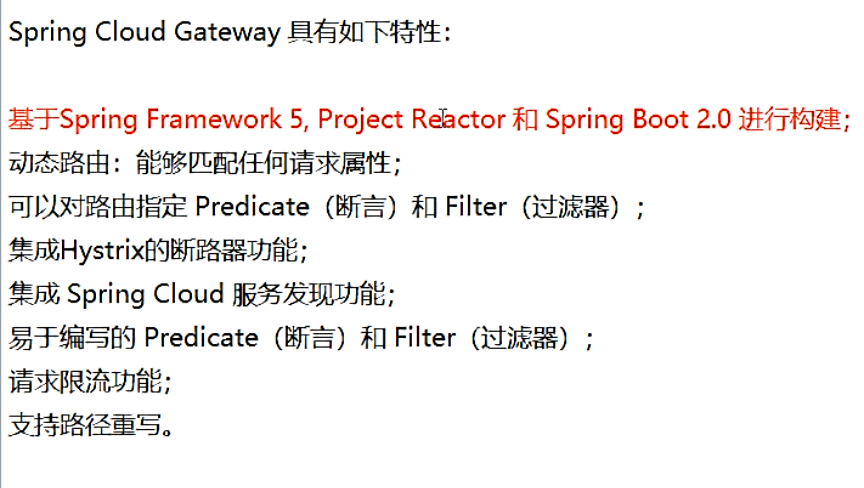 Spring Cloud Gateway 具有如下特性：
基于Spring Framework 5, Project Reactor 和 Spring Boot 2.0 进行构建；
动态路由：能够匹配任何请求属性；
可以对路由指定 Predicate（断言）和 Filter（过滤器）；
集成Hystrix的断路器功能；
集成 Spring Cloud 服务发现功能；
易于编写的 Predicate（断言）和 Filter（过滤器）；
请求限流功能；
支持路径重写。